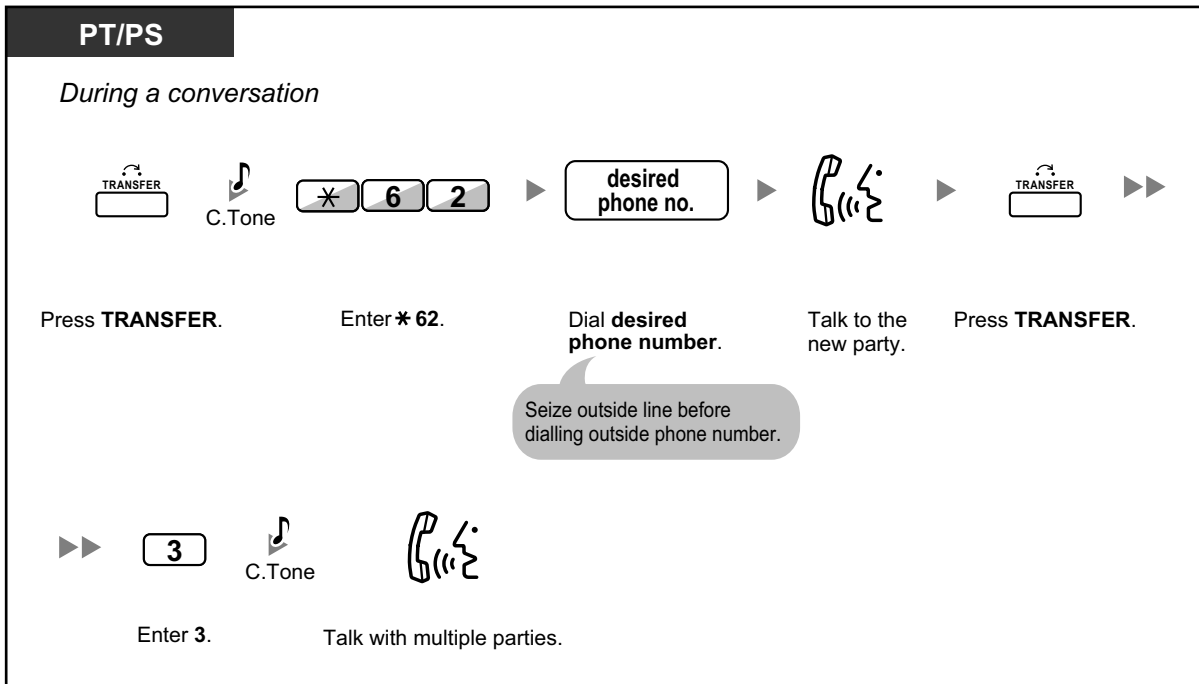 PT/PS
During a conversation
TRANSFER
C.Tone
* 6 2
desired
phone no.
TRANSFER
Press TRANSFER.
Enter * 62.
Dial desired
phone number.
Talk to the
new party.
Press TRANSFER.
Seize outside line before
dialling outside phone number.
3
C.Tone
Enter 3.
Talk with multiple parties.